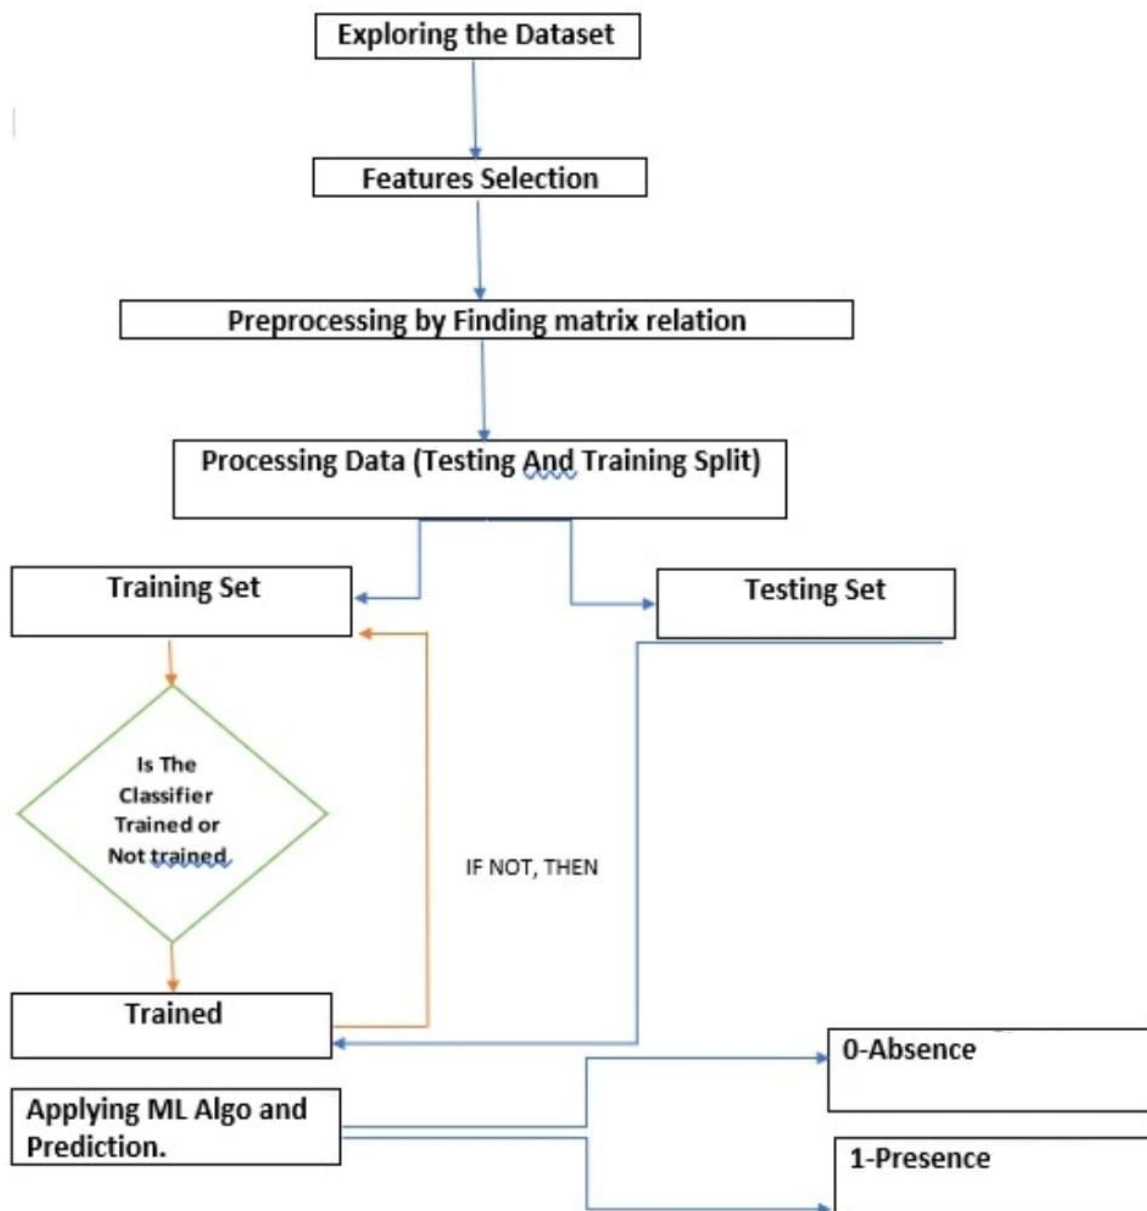 Exploring the Dataset
Features Selection
Preprocessing by Finding matrix relation
Processing Data (Testing And Training Split)
Training Set
Testing Set
Is The
Classifier
Trained or
Not trained
IF NOT, THEN
Trained
0-Absence
Applying ML Algo and
Prediction.
1-Presence